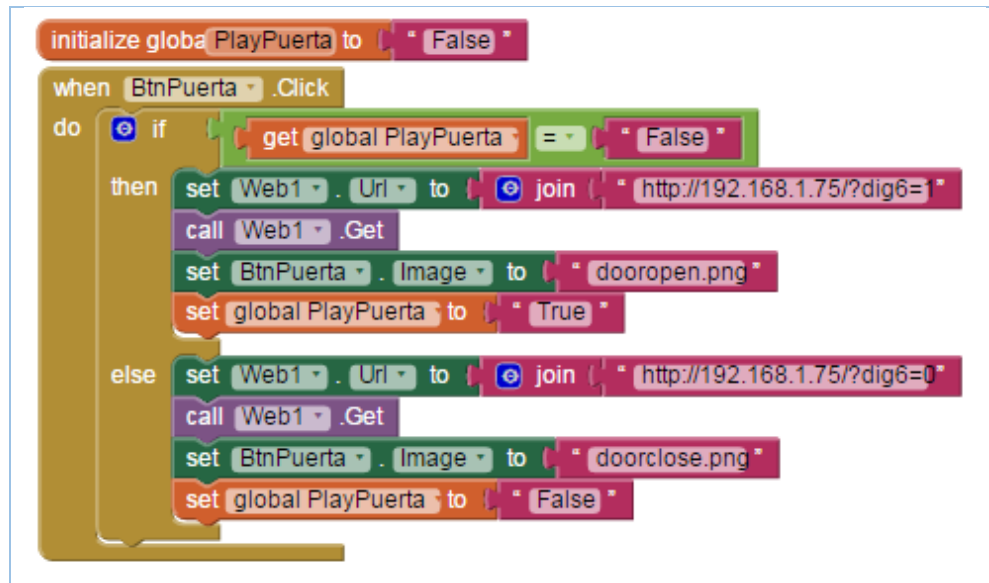 initialize globa PlayPuerta to " False "
when BtnPuerta .Click
do if get global PlayPuerta = " False "
then set Web1 . Url to join " http://192.168.1.75/?dig6=1"
call Web1 .Get
set BtnPuerta . Image to " dooropen.png "
set global PlayPuerta to " True "
else set Web1 . Url to join " http://192.168.1.75/?dig6=0"
call Web1 .Get
set BtnPuerta . Image to " doorclose.png "
set global PlayPuerta to " False "